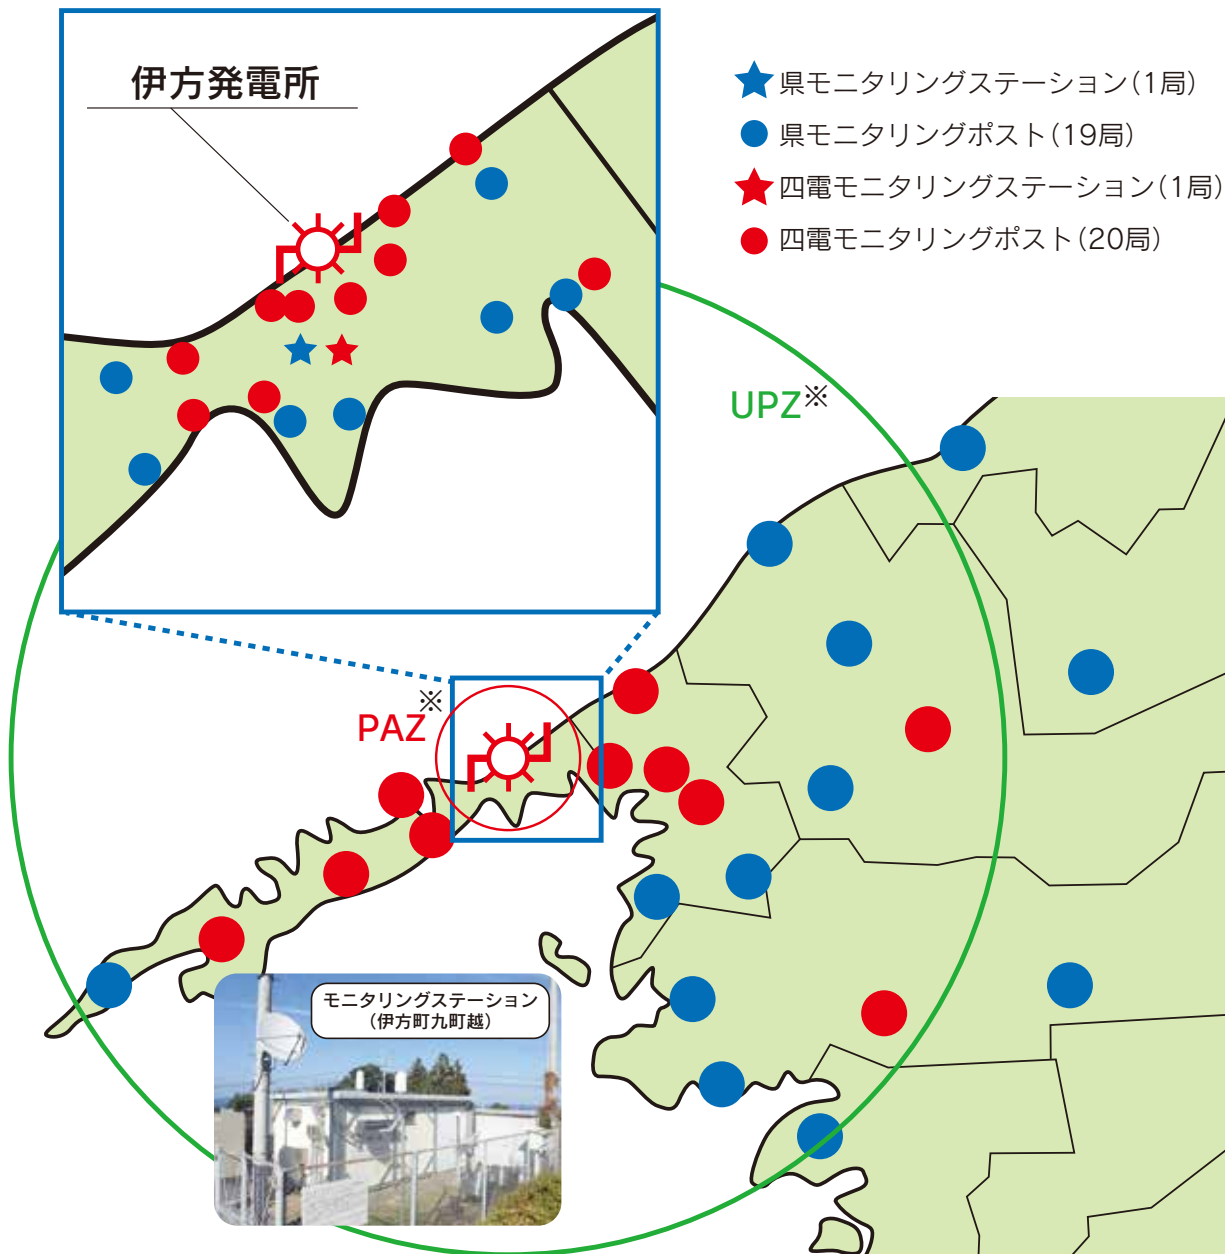 伊方発電所
県モニタリングステーション(1局)
県モニタリングポスト(19局)
四電モニタリングステーション(1局)
四電モニタリングポスト(20局)
UPZ※
PAZ※
モニタリングステーション
(伊方町九町越)